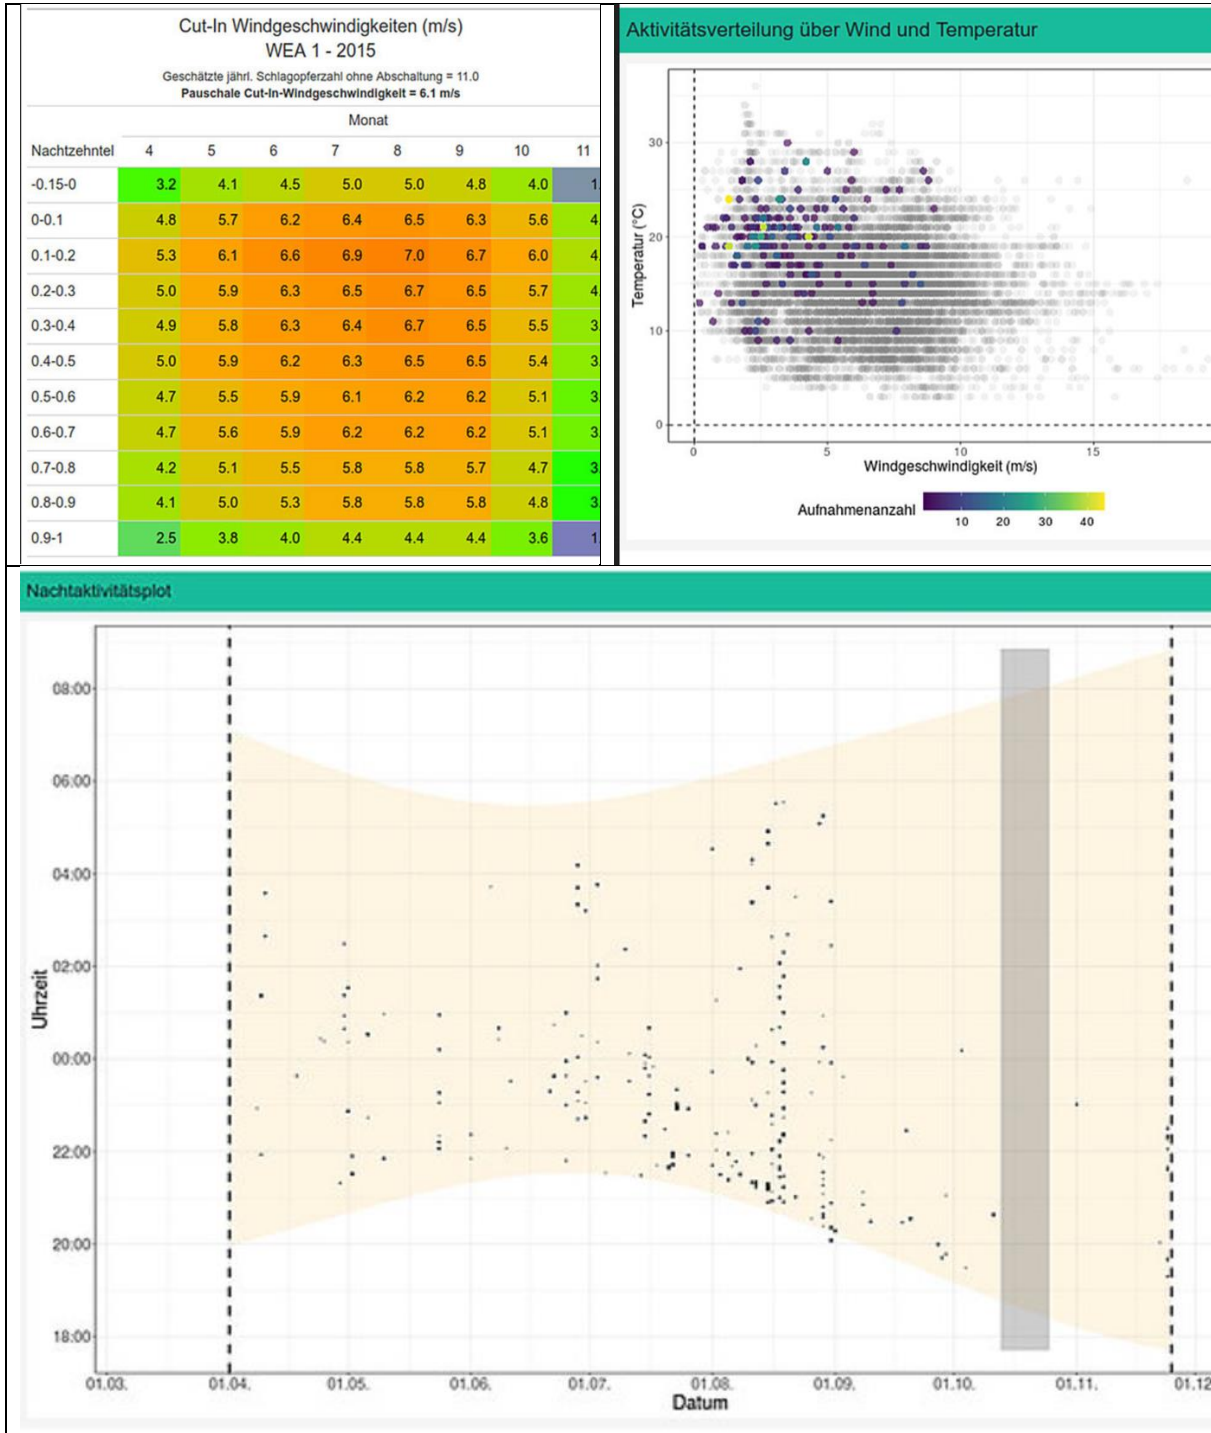 Cut-In Windgeschwindigkeiten (m/s)
WEA 1 - 2015
Geschätzte jährl. Schlagopferzahl ohne Abschaltung = 11.0
Pauschale Cut-In-Windgeschwindigkeit = 6.1 m/s
Monat
Nachtzehntel 4 5 6 7 8 9 10 11
-0.15-0 3.2 4.1 4.5 5.0 5.0 4.8 4.0 1.
0-0.1 4.8 5.7 6.2 6.4 6.5 6.3 5.6 4.
0.1-0.2 5.3 6.1 6.6 6.9 7.0 6.7 6.0 4.
0.2-0.3 5.0 5.9 6.3 6.5 6.7 6.5 5.7 4.
0.3-0.4 4.9 5.8 6.3 6.4 6.7 6.5 5.5 3.
0.4-0.5 5.0 5.9 6.2 6.3 6.5 6.5 5.4 3.
0.5-0.6 4.7 5.5 5.9 6.1 6.2 6.2 5.1 3.
0.6-0.7 4.7 5.6 5.9 6.2 6.2 6.2 5.1 3.
0.7-0.8 4.2 5.1 5.5 5.8 5.8 5.7 4.7 3.
0.8-0.9 4.1 5.0 5.3 5.8 5.8 5.8 4.8 3.
0.9-1 2.5 3.8 4.0 4.4 4.4 4.4 3.6 1.
Aktivitätsverteilung über Wind und Temperatur
Temperatur (°C)
30
20
10
0
0 5 10 15
Windgeschwindigkeit (m/s)
Aufnahmenanzahl
10 20 30 40
Nachtaktivitätsplot
Uhrzeit
08:00
06:00
04:00
02:00
00:00
22:00
20:00
18:00
01.03. 01.04. 01.05. 01.06. 01.07. 01.08. 01.09. 01.10. 01.11. 01.12
Datum